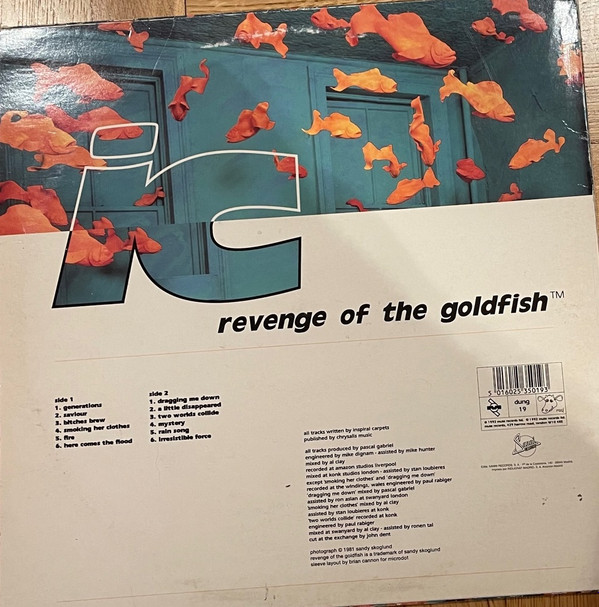 ic
revenge of the goldfish™
side 1
1. generations
2. saviour
3. bitches brew
4. smoking her clothes
5. fire
6. here comes the flood
side 2
1. dragging me down
2. a little disappeared
3. two worlds collide
4. mystery
5. rain song
6. irresistible force
5 016025 350193
mute
dung
19
all tracks written by inspiral carpets
published by chrysalis music
all tracks produced by pascal gabriel
engineered by mike dignam - assisted by mike hunter
mixed by al clay
recorded at amazon studios liverpool
mixed at konk studios london - assisted by stan loubieres
except 'smoking her clothes' and 'dragging me down'
recorded at the windings, wales engineered by paul rabiger
'dragging me down' mixed by pascal gabriel
assisted by ron asian at swanyard london
'smoking her clothes' mixed by al clay
assisted by stan loubieres at konk
'two worlds collide' recorded at konk
engineered by paul rabiger
mixed at swanyard by al clay - assisted by ronen tal
cut at the exchange by john dent
photograph © 1981 sandy skoglund
revenge of the goldfish is a trademark of sandy skoglund
sleeve layout by brian cannon for microdot